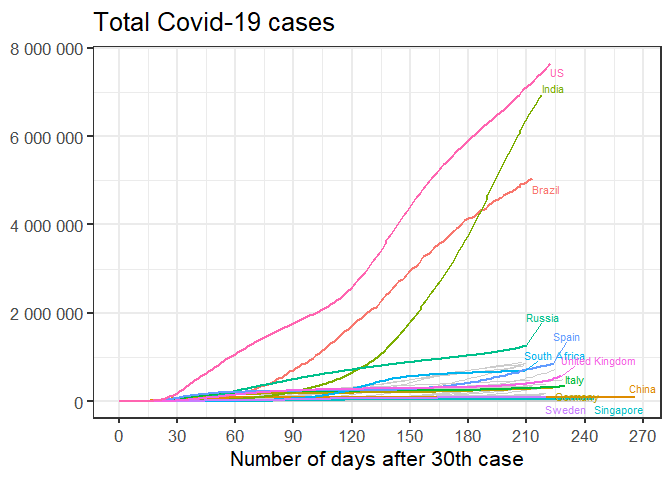 Total Covid-19 cases
8 000 000
6 000 000
4 000 000
2 000 000
0
US
India
Brazil
Russia
Spain
South Africa
United Kingdom
Italy
China
Germany
Sweden
Singapore
0 30 60 90 120 150 180 210 240 270
Number of days after 30th case